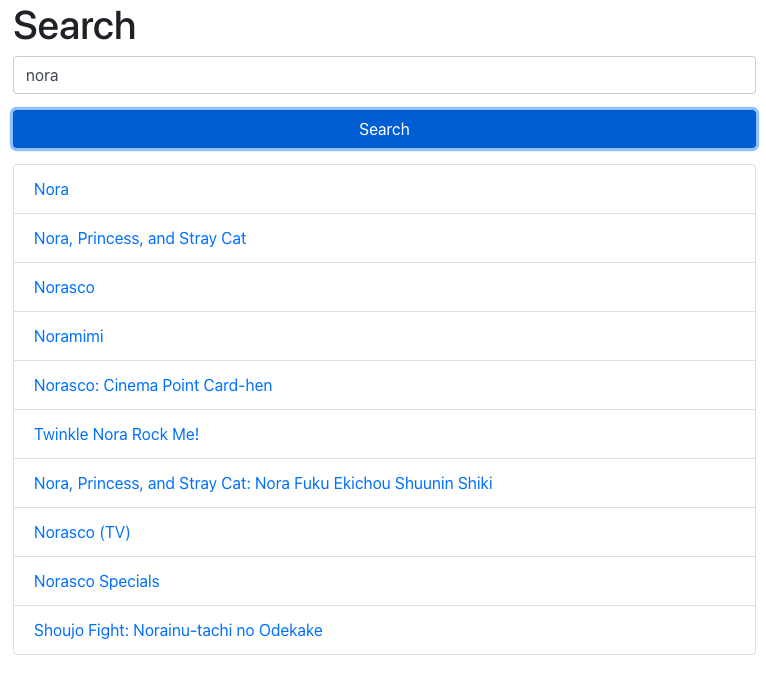 Search
nora
Search
Nora
Nora, Princess, and Stray Cat
Norasco
Noramimi
Norasco: Cinema Point Card-hen
Twinkle Nora Rock Me!
Nora, Princess, and Stray Cat: Nora Fuku Ekichou Shuunin Shiki
Norasco (TV)
Norasco Specials
Shoujo Fight: Norainu-tachi no Odekake